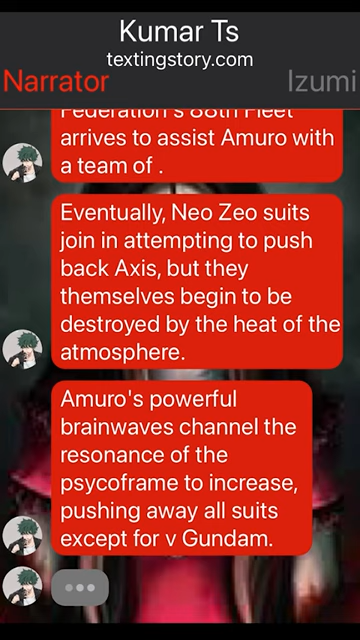 Kumar Ts
textingstory.com
Narrator
Izumi
Federation's 88th Fleet
arrives to assist Amuro with
a team of .
Eventually, Neo Zeo suits
join in attempting to push
back Axis, but they
themselves begin to be
destroyed by the heat of the
atmosphere.
Amuro's powerful
brainwaves channel the
resonance of the
psycoframe to increase,
pushing away all suits
except for v Gundam.